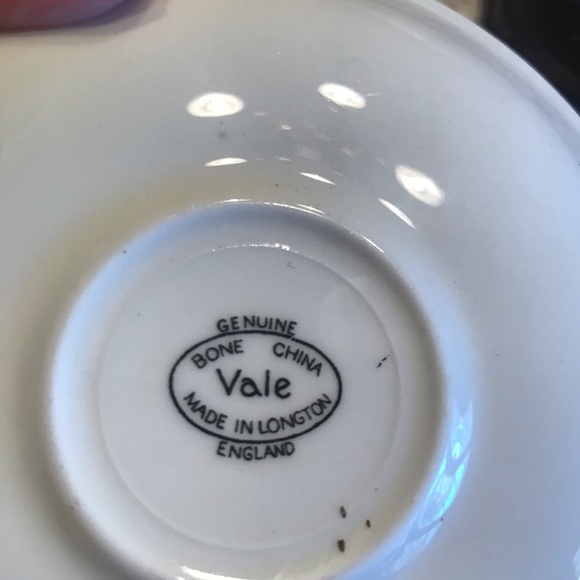 GENUINE
BONE CHINA
Vale
MADE IN LONGTON
ENGLAND